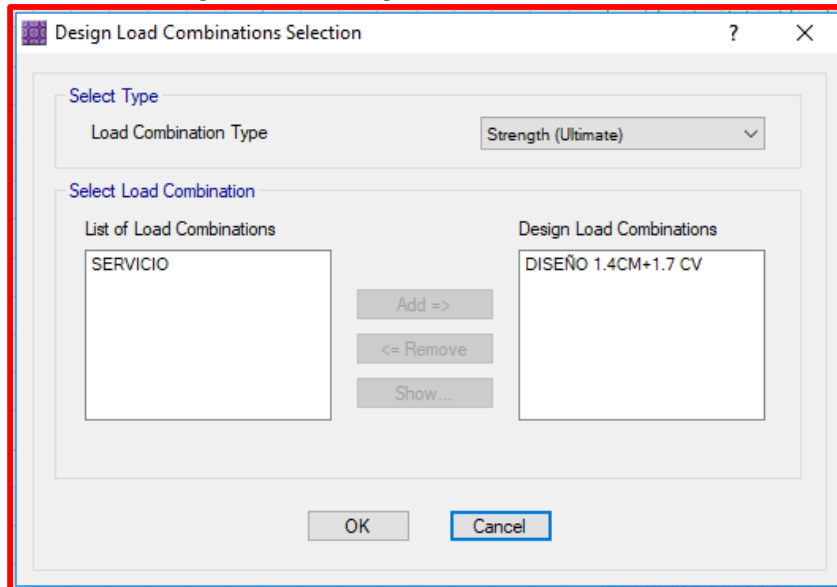 Design Load Combinations Selection ? ×
Select Type
Load Combination Type Strength (Ultimate)
Select Load Combination
List of Load Combinations Design Load Combinations
SERVICIO DISEÑO 1.4CM+1.7 CV
Add =>
<= Remove
Show...
OK Cancel